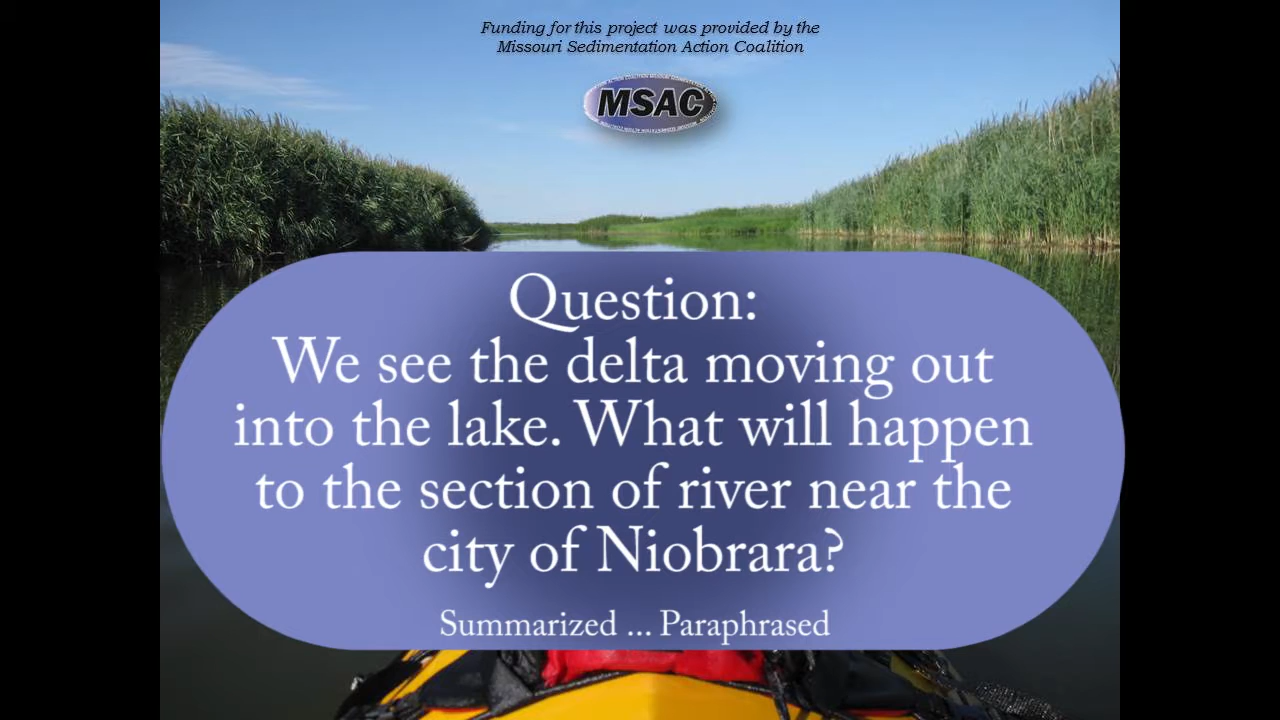 Funding for this project was provided by the
Missouri Sedimentation Action Coalition
MSAC
Question:
We see the delta moving out
into the lake. What will happen
to the section of river near the
city of Niobrara?
Summarized ... Paraphrased